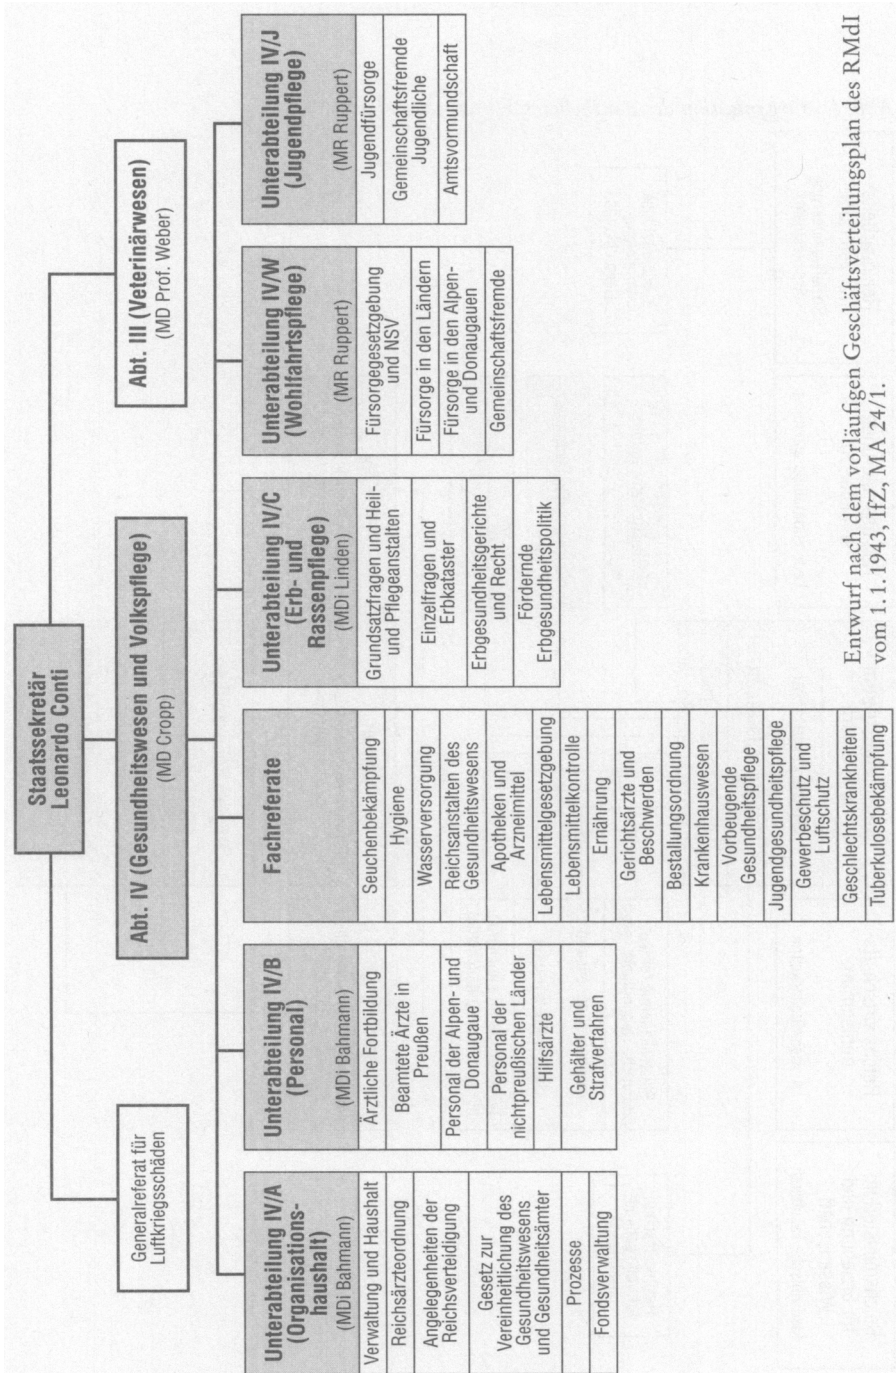 Staatssekretär
Leonardo Conti
Generalreferat für
Luftkriegsschäden
Abt. IV (Gesundheitswesen und Volkspflege)
(MD Cropp)
Abt. III (Veterinärwesen)
(MD Prof. Weber)
Unterabteilung IV/A
(Organisations-
haushalt)
(MDi Bahmann)
Verwaltung und Haushalt
Reichsärzteordnung
Angelegenheiten der
Reichsverteidigung
Gesetz zur
Vereinheitlichung des
Gesundheitswesens
und Gesundheitsämter
Prozesse
Fondsverwaltung
Unterabteilung IV/B
(Personal)
(MDi Bahmann)
Ärztliche Fortbildung
Beamtete Ärzte in
Preußen
Personal der Alpen- und
Donaugaue
Personal der
nichtpreußischen Länder
Hilfsärzte
Gehälter und
Strafverfahren
Fachreferate
Seuchenbekämpfung
Hygiene
Wasserversorgung
Reichsanstalten des
Gesundheitswesens
Apotheken und
Arzneimittel
Lebensmittelgesetzgebung
Lebensmittelkontrolle
Ernährung
Gerichtsärzte und
Beschwerden
Bestallungsordnung
Krankenhauswesen
Vorbeugende
Gesundheitspflege
Jugendgesundheitspflege
Gewerbeschutz und
Luftschutz
Geschlechtskrankheiten
Tuberkulosebekämpfung
Unterabteilung IV/C
(Erb- und
Rassenpflege)
(MDi Linden)
Grundsatzfragen und Heil-
und Pflegeanstalten
Einzelfragen und
Erbkataster
Erbgesundheitsgerichte
und Recht
Fördernde
Erbgesundheitspolitik
Unterabteilung IV/W
(Wohlfahrtspflege)
(MR Ruppert)
Fürsorgegesetzgebung
und NSV
Fürsorge in den Ländern
Fürsorge in den Alpen-
und Donaugauen
Gemeinschaftsfremde
Unterabteilung IV/J
(Jugendpflege)
(MR Ruppert)
Jugendfürsorge
Gemeinschaftsfremde
Jugendliche
Amtsvormundschaft
Entwurf nach dem vorläufigen Geschäftsverteilungsplan des RMdI
vom 1.1.1943, IfZ, MA 24/1.